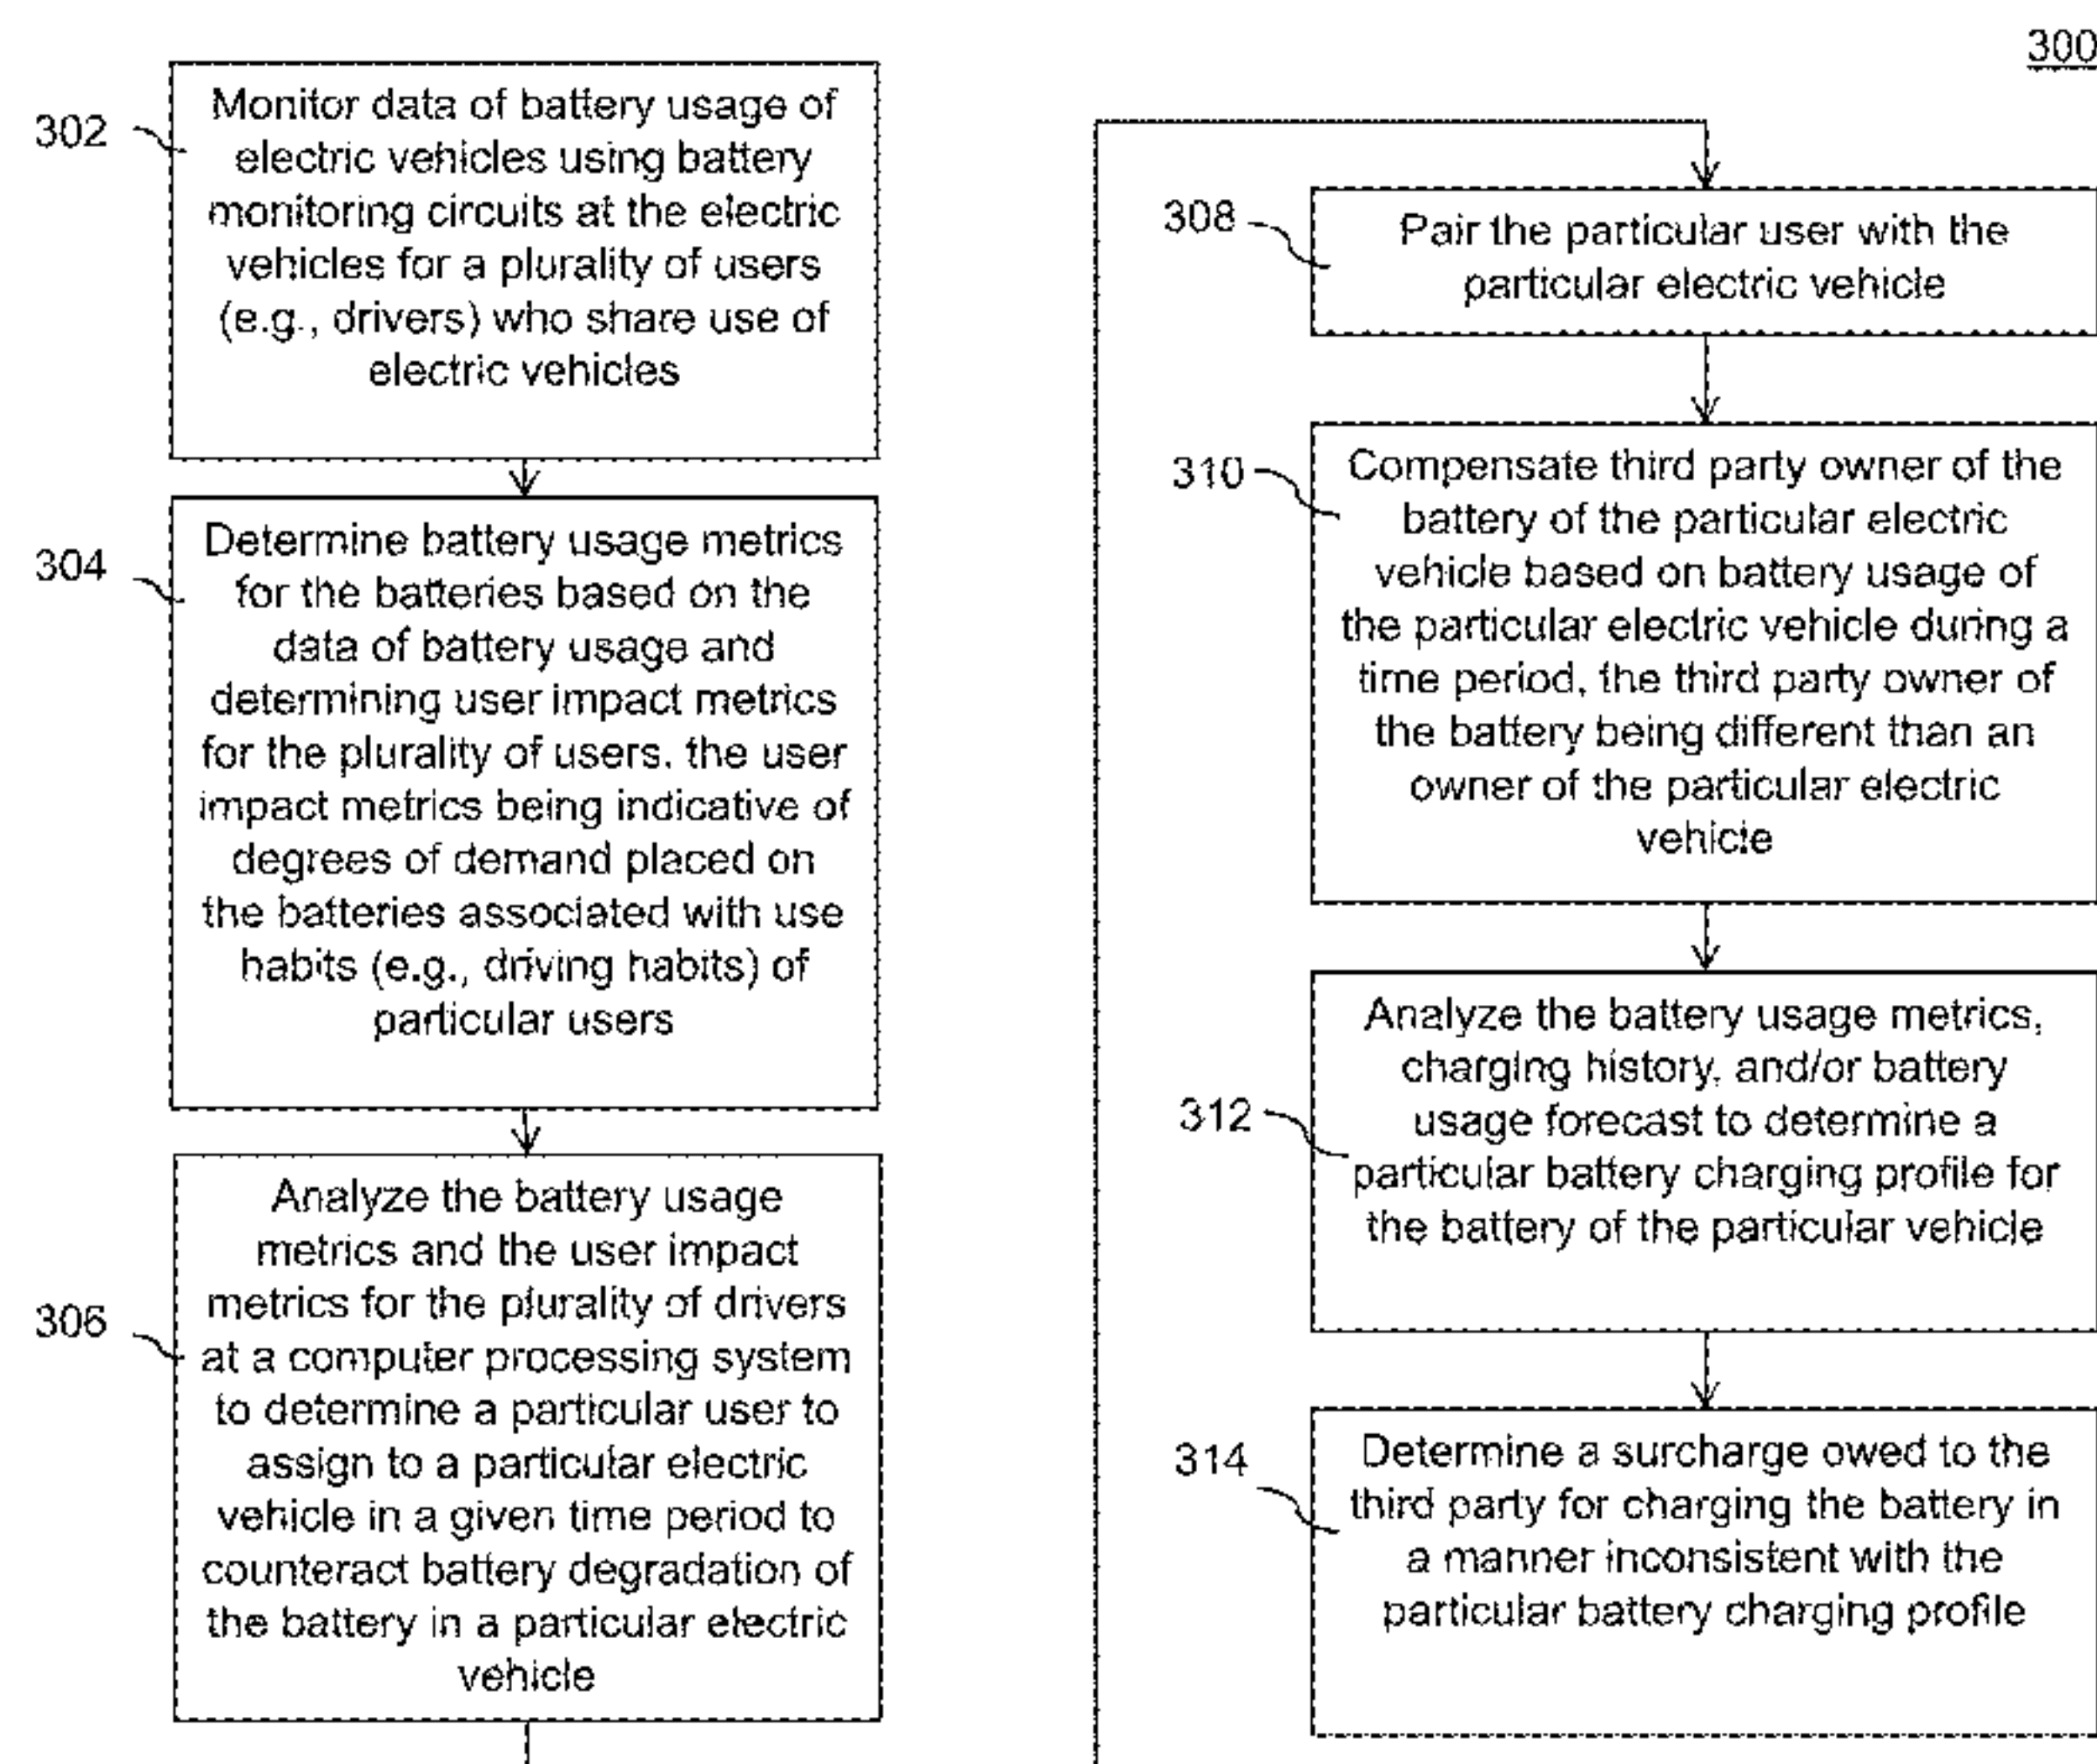 300
302
Monitor data of battery usage of
electric vehicles using battery
monitoring circuits at the electric
vehicles for a plurality of users
(e.g., drivers) who share use of
electric vehicles
304
Determine battery usage metrics
for the batteries based on the
data of battery usage and
determining user impact metrics
for the plurality of users, the user
impact metrics being indicative of
degrees of demand placed on
the batteries associated with use
habits (e.g., driving habits) of
particular users
306
Analyze the battery usage
metrics and the user impact
metrics for the plurality of drivers
at a computer processing system
to determine a particular user to
assign to a particular electric
vehicle in a given time period to
counteract battery degradation of
the battery in a particular electric
vehicle
308
Pair the particular user with the
particular electric vehicle
310
Compensate third party owner of the
battery of the particular electric
vehicle based on battery usage of
the particular electric vehicle during a
time period, the third party owner of
the battery being different than an
owner of the particular electric
vehicle
312
Analyze the battery usage metrics,
charging history, and/or battery
usage forecast to determine a
particular battery charging profile for
the battery of the particular vehicle
314
Determine a surcharge owed to the
third party for charging the battery in
a manner inconsistent with the
particular battery charging profile